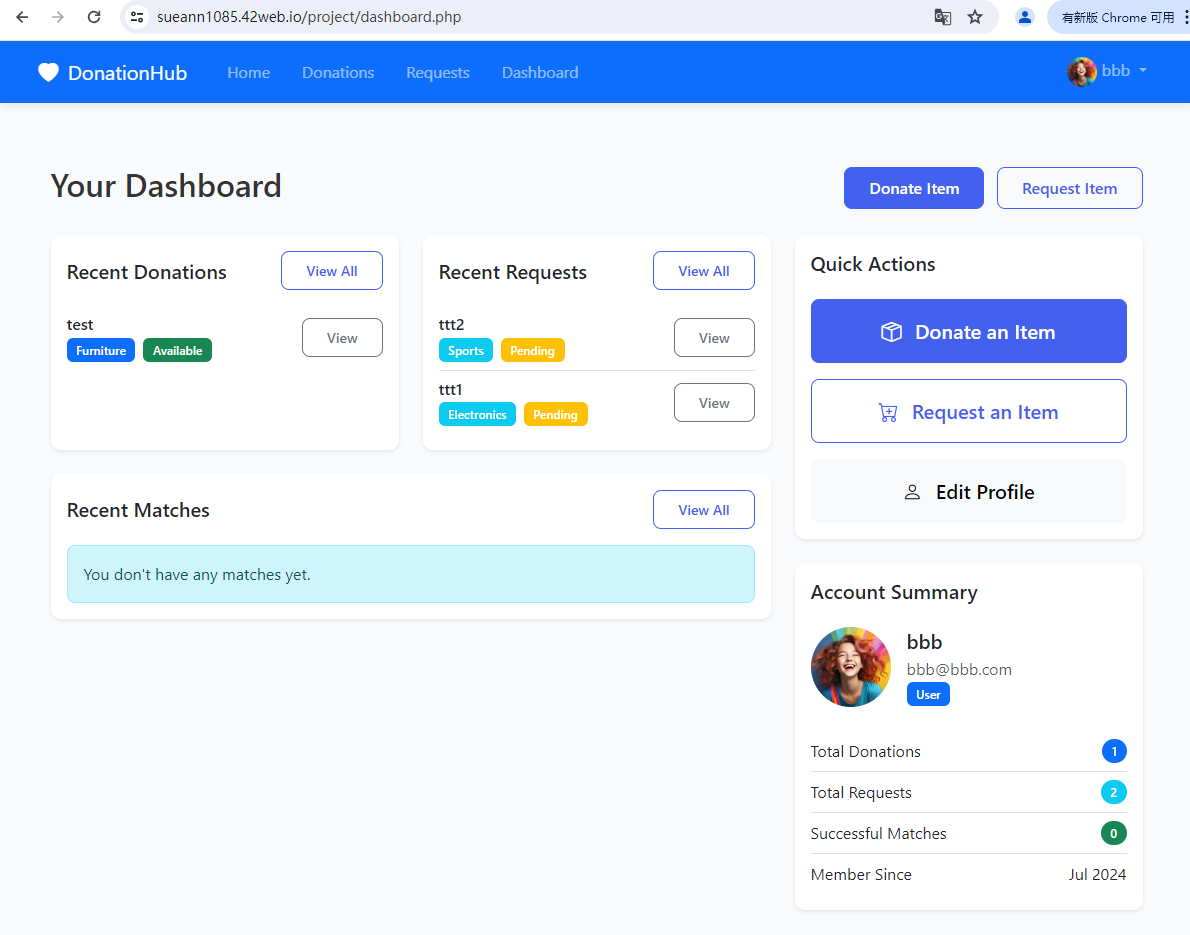 sueann1085.42web.io/project/dashboard.php
有新版 Chrome 可用
DonationHub Home Donations Requests Dashboard bbb
Your Dashboard
Donate Item Request Item
Recent Donations View All
test
Furniture Available
View
Recent Requests View All
ttt2
Sports Pending
View
ttt1
Electronics Pending
View
Recent Matches View All
You don't have any matches yet.
Quick Actions
Donate an Item
Request an Item
Edit Profile
Account Summary
bbb
bbb@bbb.com
User
Total Donations 1
Total Requests 2
Successful Matches 0
Member Since Jul 2024